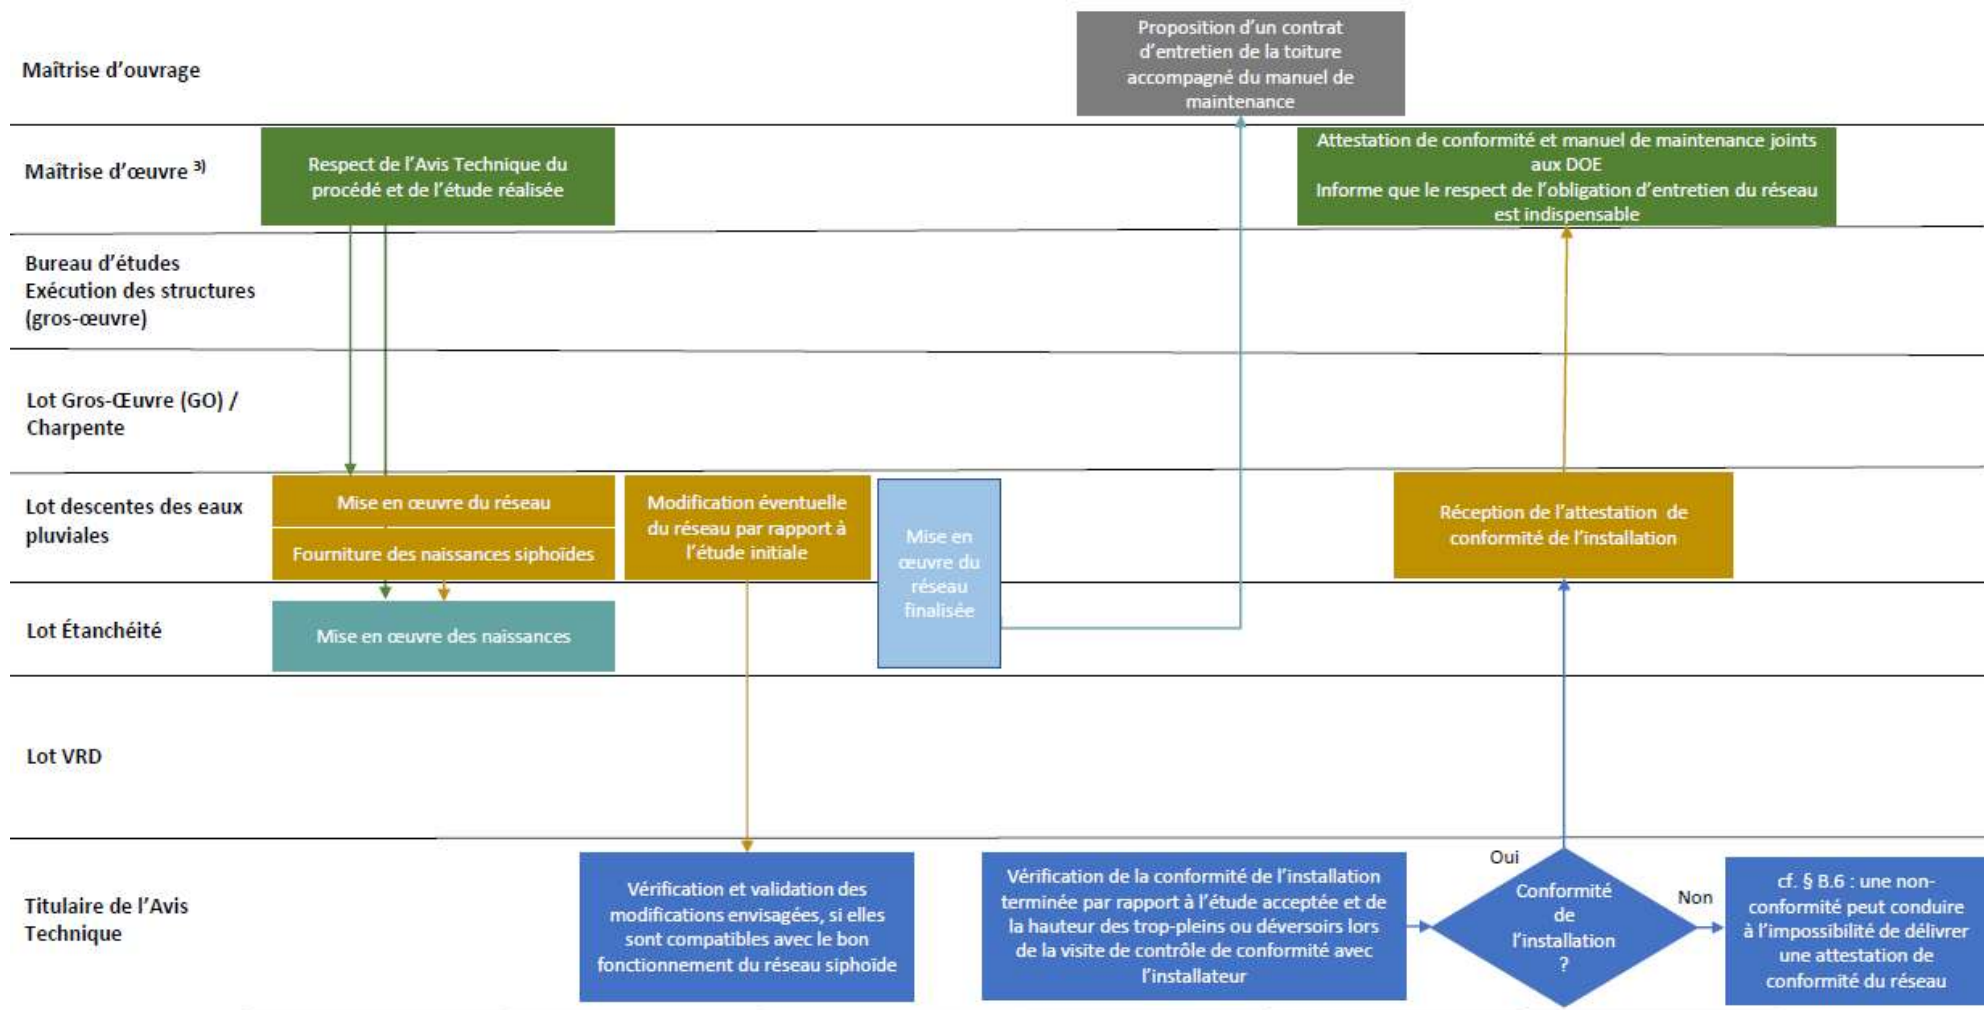 Maîtrise d'ouvrage
Proposition d'un contrat
d'entretien de la toiture
accompagné du manuel de
maintenance
Maîtrise d'œuvre ³⁾
Respect de l'Avis Technique du
procédé et de l'étude réalisée
Attestation de conformité et manuel de maintenance joints
aux DOE
Informe que le respect de l'obligation d'entretien du réseau
est indispensable
Bureau d'études
Exécution des structures
(gros-œuvre)
Lot Gros-Œuvre (GO) /
Charpente
Lot descentes des eaux
pluviales
Mise en œuvre du réseau
Fourniture des naissances siphoïdes
Modification éventuelle
du réseau par rapport à
l'étude initiale
Mise en
œuvre du
réseau
finalisée
Réception de l'attestation de
conformité de l'installation
Lot Étanchéité
Mise en œuvre des naissances
Lot VRD
Titulaire de l'Avis
Technique
Vérification et validation des
modifications envisagées, si elles
sont compatibles avec le bon
fonctionnement du réseau siphoïde
Vérification de la conformité de l'installation
terminée par rapport à l'étude acceptée et de
la hauteur des trop-pleins ou déversoirs lors
de la visite de contrôle de conformité avec
l'installateur
Oui
Conformité
de
l'installation
?
Non
cf. § B.6 : une non-
conformité peut conduire
à l'impossibilité de délivrer
une attestation de
conformité du réseau